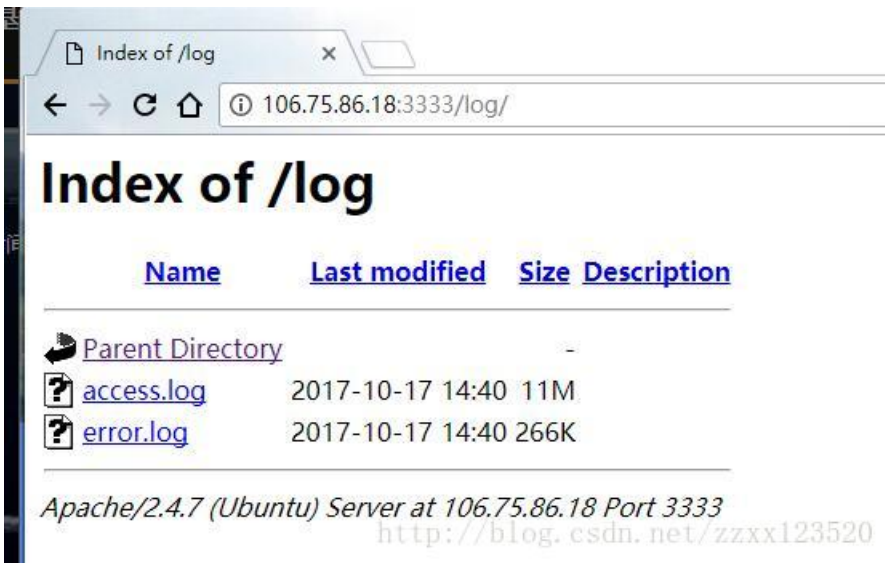 Index of /log
106.75.86.18:3333/log/
Index of /log
Name Last modified Size Description
Parent Directory -
access.log 2017-10-17 14:40 11M
error.log 2017-10-17 14:40 266K
Apache/2.4.7 (Ubuntu) Server at 106.75.86.18 Port 3333
http://blog.csdn.net/zzxx123520